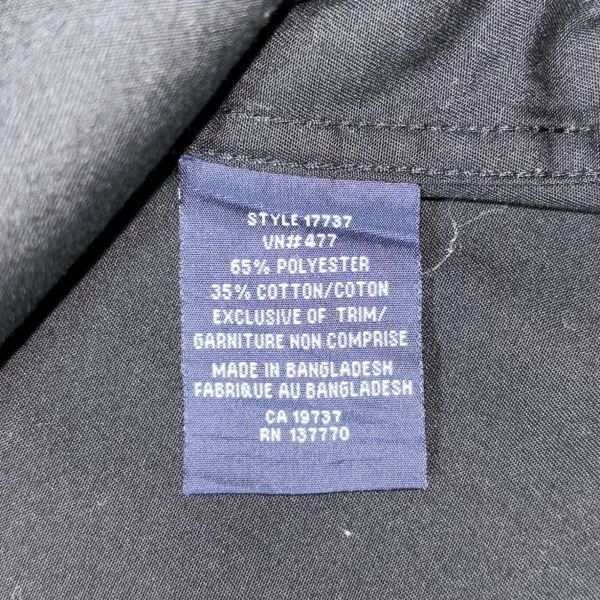 STYLE 17737
VN#477
65% POLYESTER
35% COTTON/COTON
EXCLUSIVE OF TRIM/
GARNITURE NON COMPRISE
MADE IN BANGLADESH
FABRIQUE AU BANGLADESH
CA 19737
RN 137770